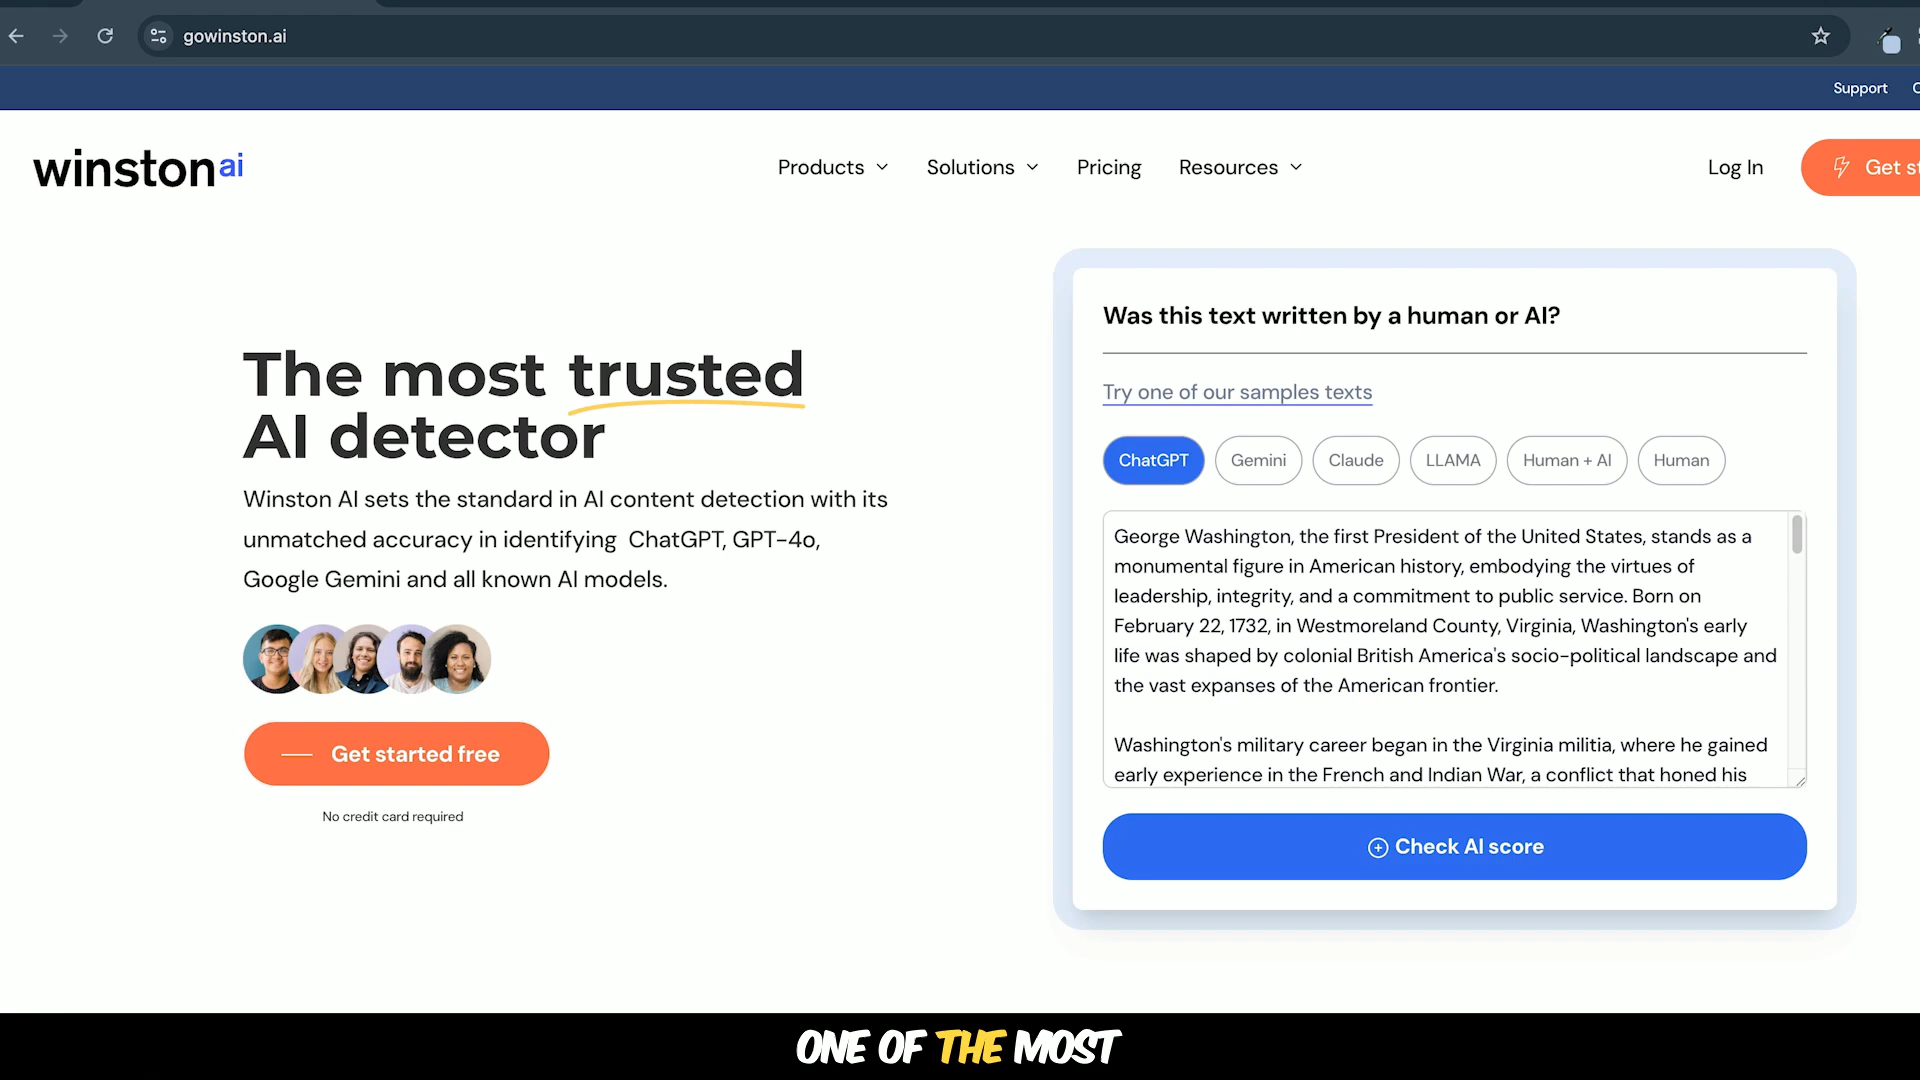 gowinston.ai
Support
winston ai
Products
Solutions
Pricing
Resources
Log In
Get st
The most trusted
AI detector
Winston AI sets the standard in AI content detection with its
unmatched accuracy in identifying ChatGPT, GPT-4o,
Google Gemini and all known AI models.
Get started free
No credit card required
Was this text written by a human or AI?
Try one of our samples texts
ChatGPT
Gemini
Claude
LLAMA
Human + AI
Human
George Washington, the first President of the United States, stands as a
monumental figure in American history, embodying the virtues of
leadership, integrity, and a commitment to public service. Born on
February 22, 1732, in Westmoreland County, Virginia, Washington's early
life was shaped by colonial British America's socio-political landscape and
the vast expanses of the American frontier.
Washington's military career began in the Virginia militia, where he gained
early experience in the French and Indian War, a conflict that honed his
Check AI score
ONE OF THE MOST